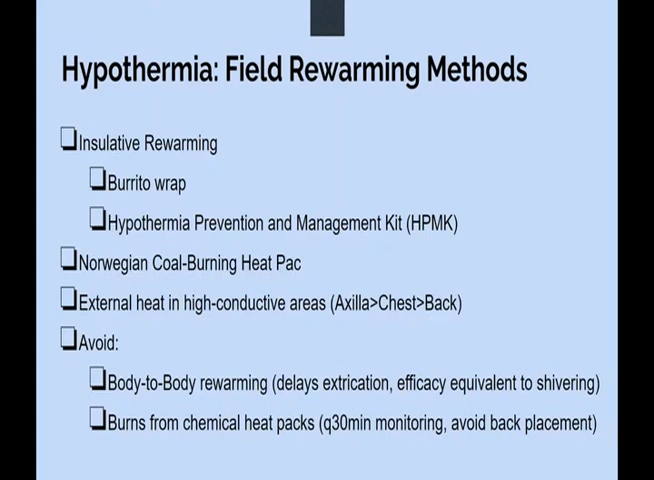 Hypothermia: Field Rewarming Methods
Insulative Rewarming
Burrito wrap
Hypothermia Prevention and Management Kit (HPMK)
Norwegian Coal-Burning Heat Pac
External heat in high-conductive areas (Axilla>Chest>Back)
Avoid:
Body-to-Body rewarming (delays extrication, efficacy equivalent to shivering)
Burns from chemical heat packs (q30min monitoring, avoid back placement)